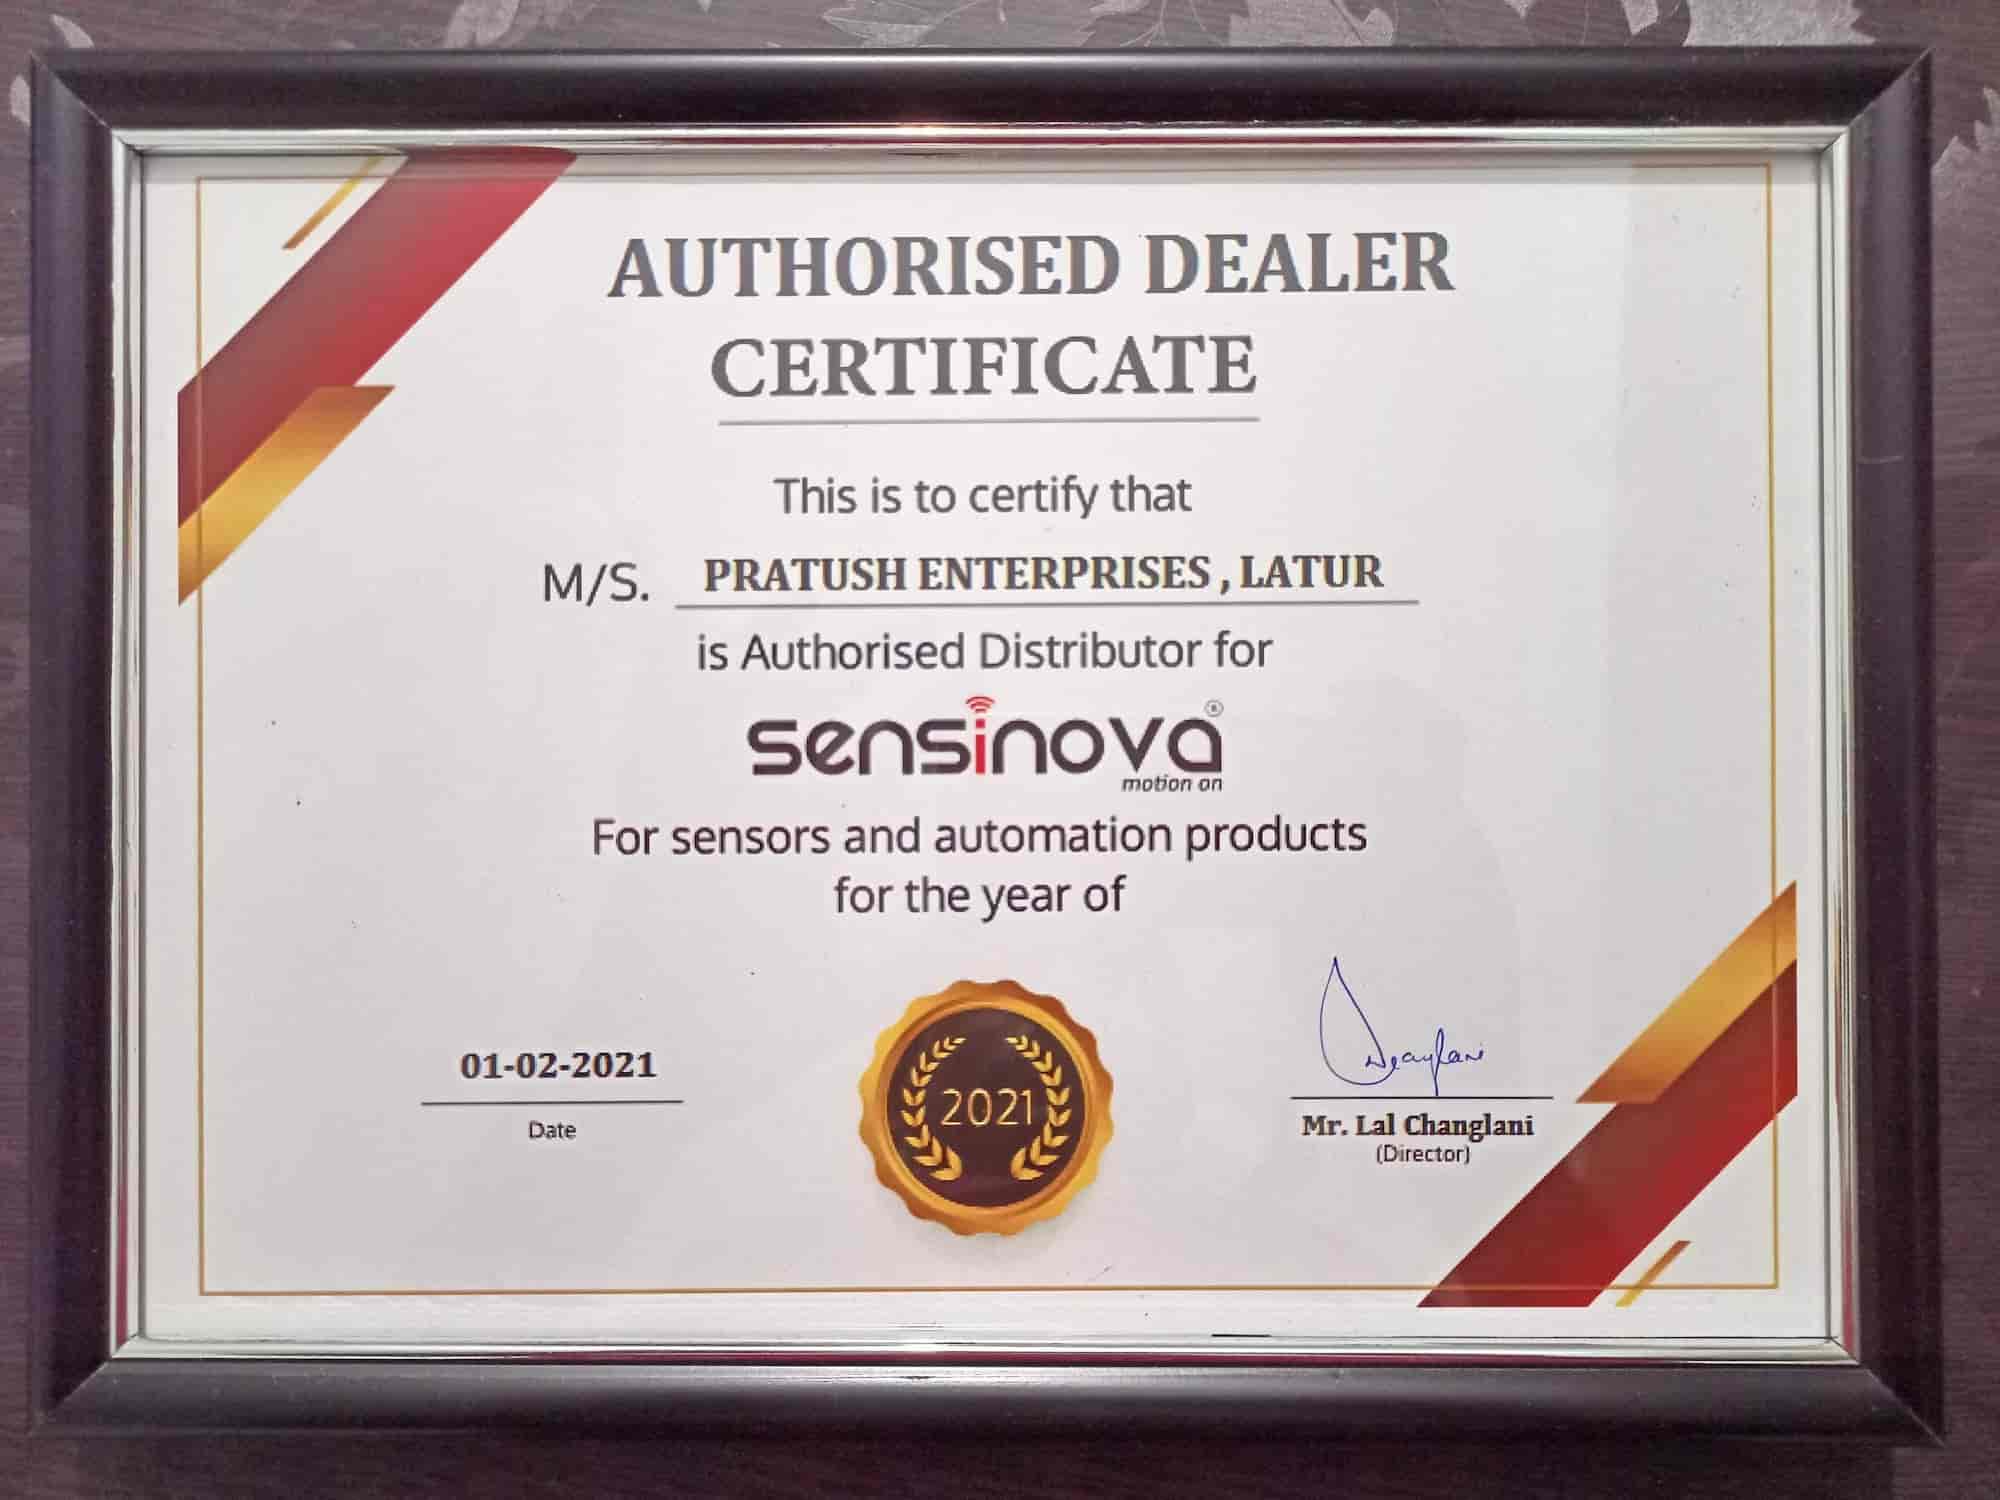 AUTHORISED DEALER
CERTIFICATE
This is to certify that
M/S. PRATUSH ENTERPRISES , LATUR
is Authorised Distributor for
sensinova®
motion on
For sensors and automation products
for the year of
2021
01-02-2021
Date
Mr. Lal Changlani
(Director)